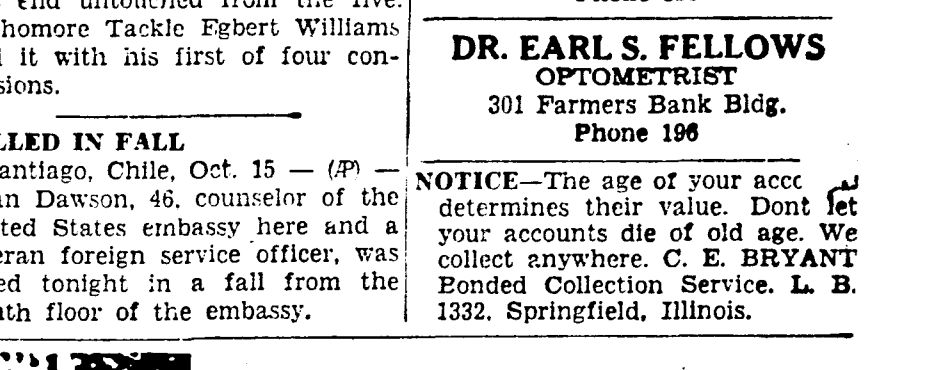 end untouched from the five.
homore Tackle Egbert Williams
it with his first of four con-
sions.
LLED IN FALL
antiago, Chile, Oct. 15 — (AP) —
an Dawson, 46, counselor of the
ted States embassy here and a
eran foreign service officer, was
ed tonight in a fall from the
nth floor of the embassy.
DR. EARL S. FELLOWS
OPTOMETRIST
301 Farmers Bank Bldg.
Phone 196
NOTICE—The age of your acc
determines their value. Dont let
your accounts die of old age. We
collect anywhere. C. E. BRYANT
Bonded Collection Service. L. B.
1332, Springfield, Illinois.